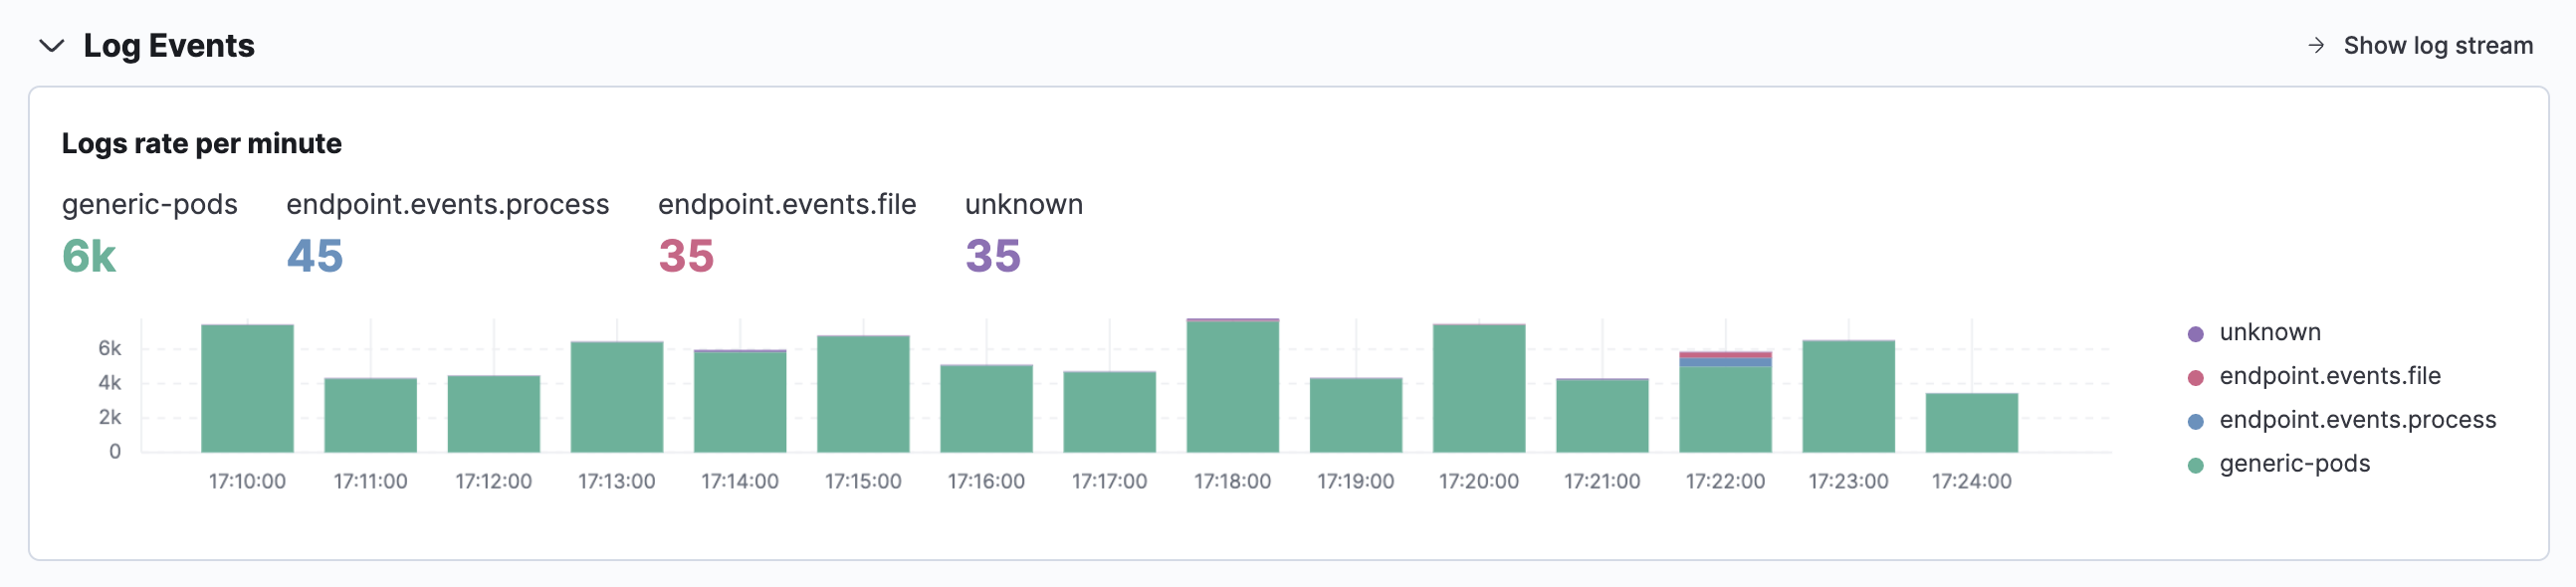 Log Events
Show log stream
Logs rate per minute
generic-pods endpoint.events.process endpoint.events.file unknown
6k 45 35 35
6k
4k
2k
0
17:10:00 17:11:00 17:12:00 17:13:00 17:14:00 17:15:00 17:16:00 17:17:00 17:18:00 17:19:00 17:20:00 17:21:00 17:22:00 17:23:00 17:24:00
unknown
endpoint.events.file
endpoint.events.process
generic-pods